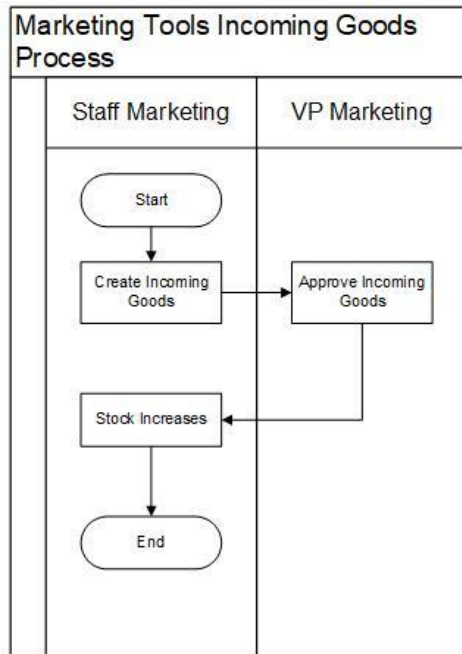 Marketing Tools Incoming Goods
Process
Staff Marketing
VP Marketing
Start
Create Incoming
Goods
Approve Incoming
Goods
Stock Increases
End